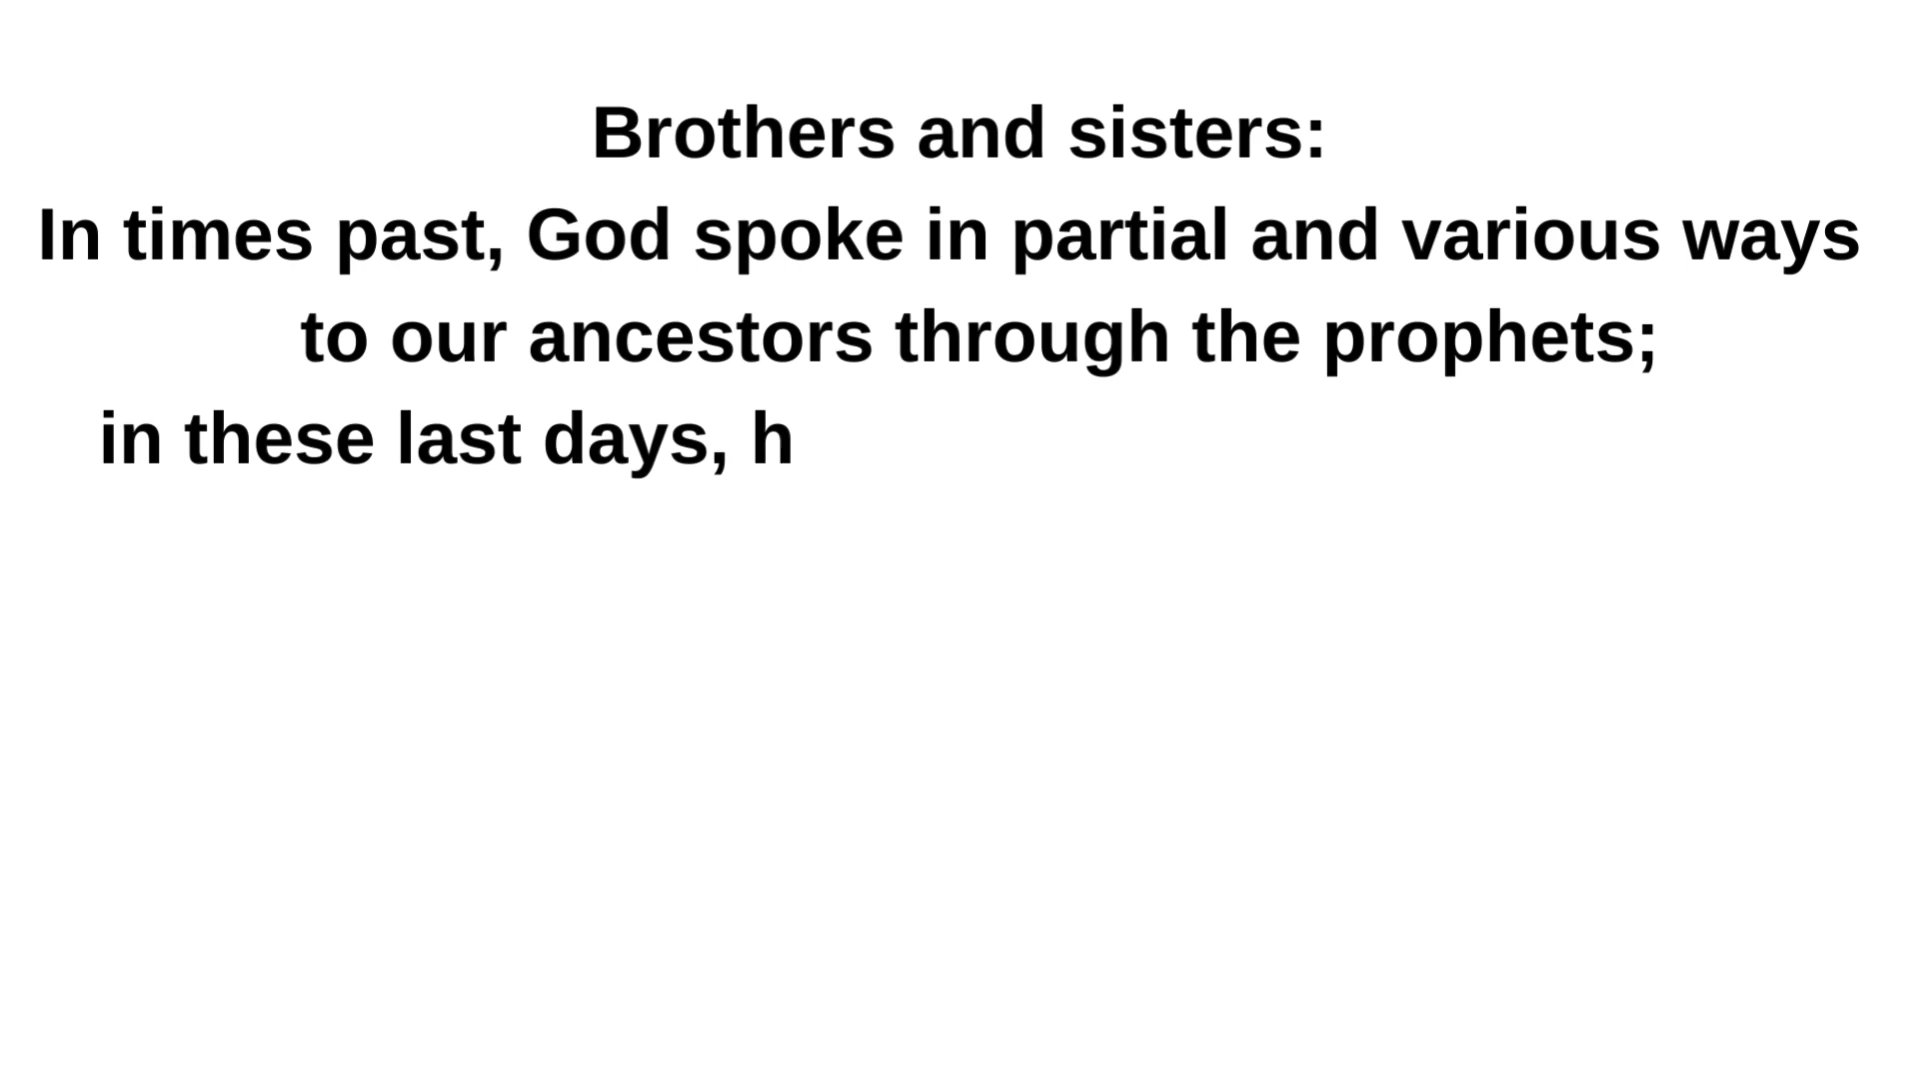 Brothers and sisters:
In times past, God spoke in partial and various ways
to our ancestors through the prophets;
in these last days, h